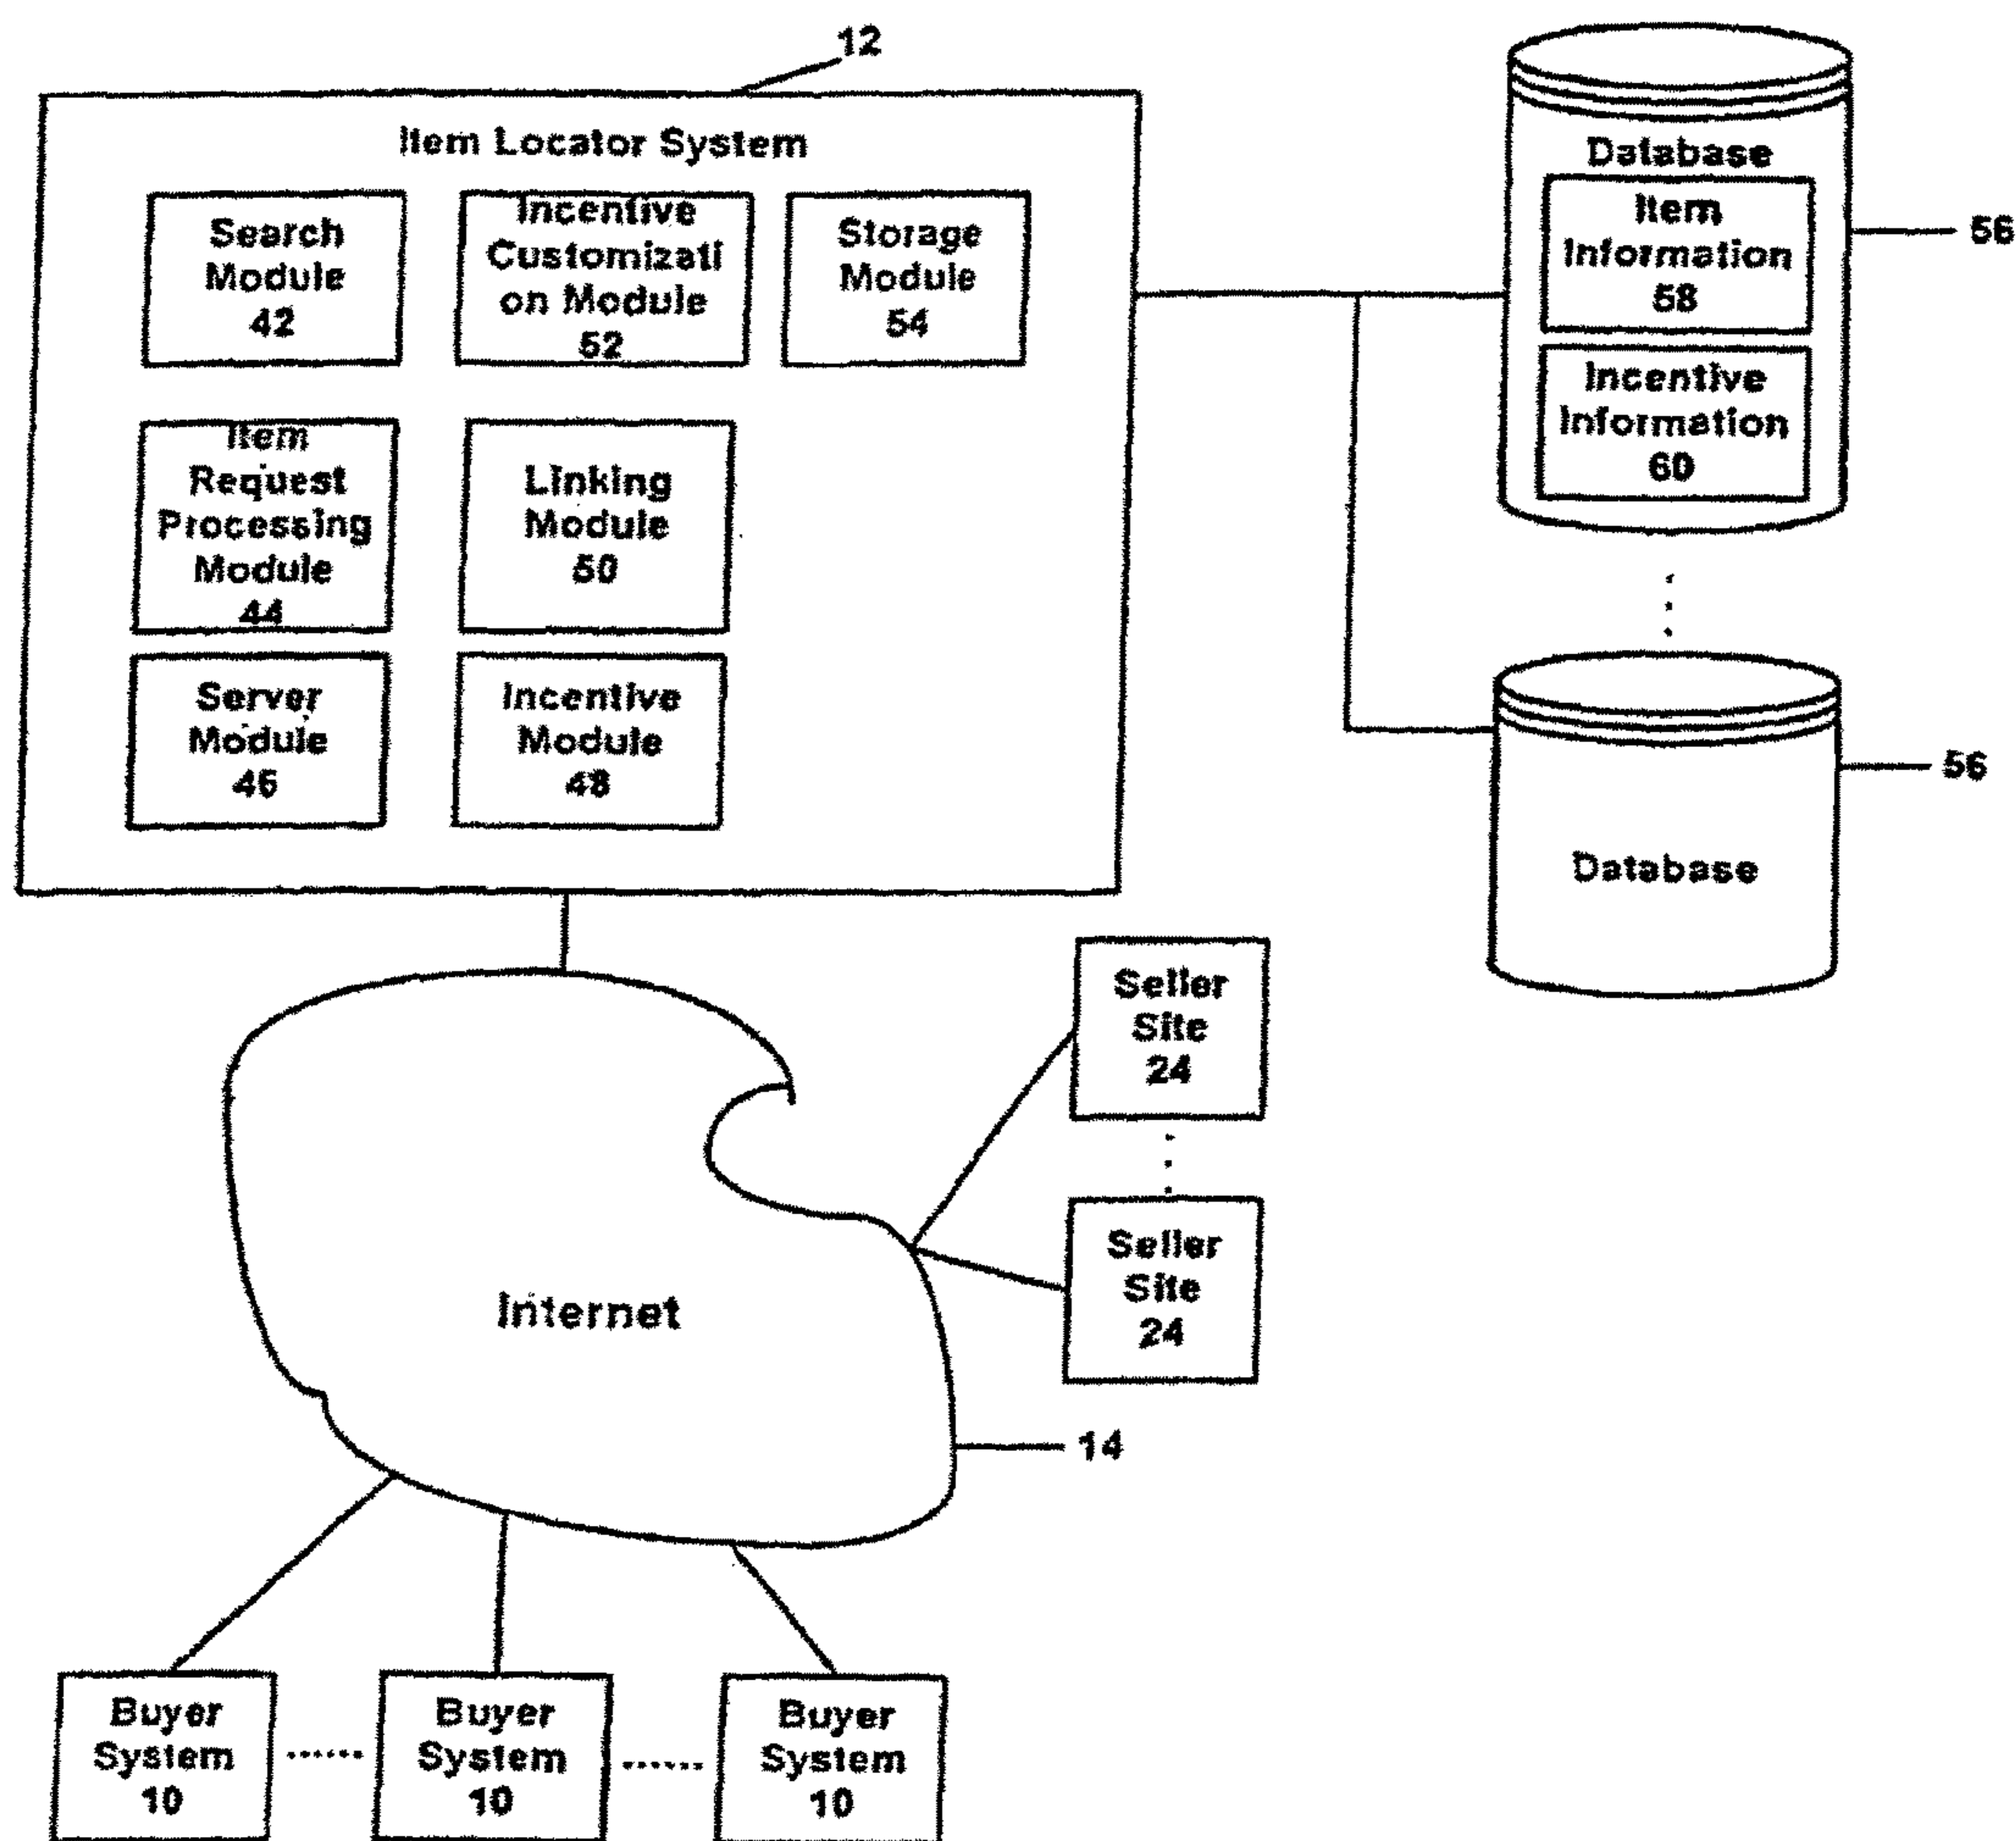 12
Item Locator System
Search
Module
42
Incentive
Customizati
on Module
52
Storage
Module
54
Item
Request
Processing
Module
44
Linking
Module
50
Server
Module
46
Incentive
Module
48
Database
Item
Information
58
Incentive
Information
60
56
Database
56
Seller
Site
24
Seller
Site
24
Internet
14
Buyer
System
10
Buyer
System
10
Buyer
System
10